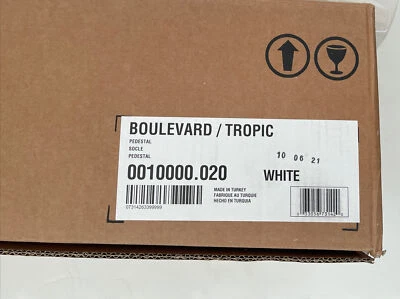 BOULEVARD / TROPIC
PEDESTAL
SOCLE
PEDESTAL
10 06 21
0010000.020
WHITE
MADE IN TURKEY
FABRIQUÉ AU TURQUIE
HECHO EN TURQUIA